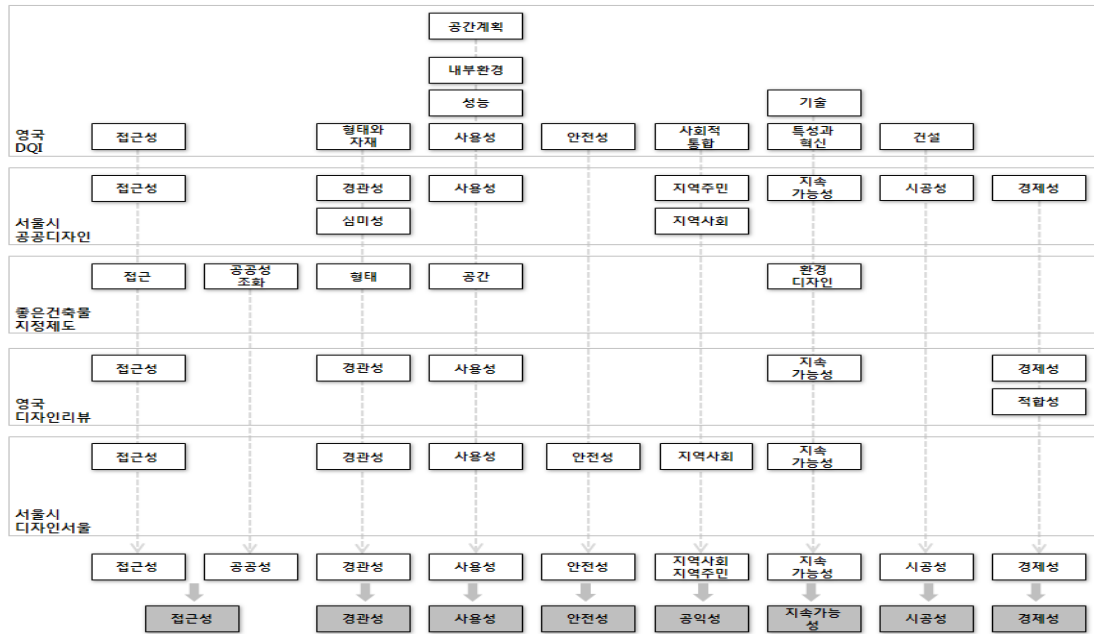 공간계획
내부환경
성능
기술
영국
DQI
접근성
형태와
자재
사용성
안전성
사회적
통합
특성과
혁신
건설
접근성
경관성
사용성
지역주민
지속
가능성
시공성
경제성
심미성
지역사회
서울시
공공디자인
접근
공공성
조화
형태
공간
환경
디자인
좋은건축물
지정제도
접근성
경관성
사용성
지속
가능성
경제성
적합성
영국
디자인리뷰
접근성
경관성
사용성
안전성
지역사회
지속
가능성
서울시
디자인서울
접근성
공공성
경관성
사용성
안전성
지역사회
지역주민
지속
가능성
시공성
경제성
접근성
경관성
사용성
안전성
공익성
지속가능
성
시공성
경제성